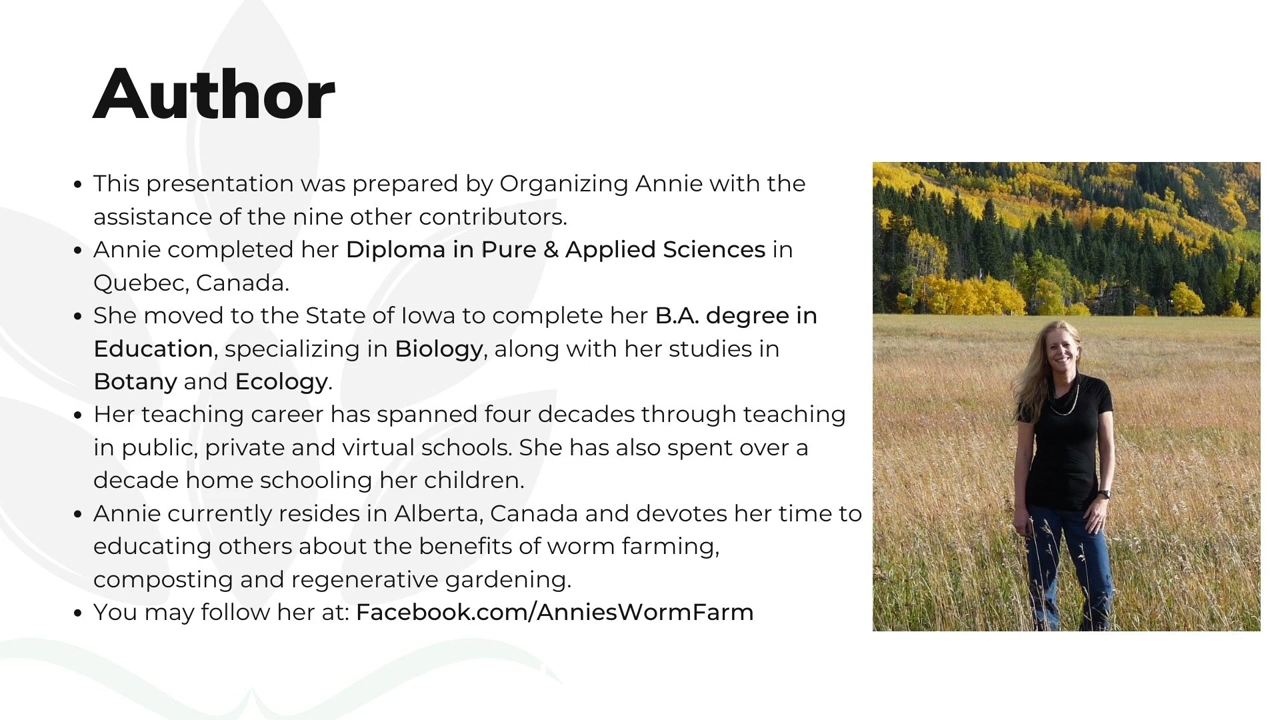 Author
• This presentation was prepared by Organizing Annie with the
assistance of the nine other contributors.
• Annie completed her Diploma in Pure & Applied Sciences in
Quebec, Canada.
• She moved to the State of Iowa to complete her B.A. degree in
Education, specializing in Biology, along with her studies in
Botany and Ecology.
• Her teaching career has spanned four decades through teaching
in public, private and virtual schools. She has also spent over a
decade home schooling her children.
• Annie currently resides in Alberta, Canada and devotes her time to
educating others about the benefits of worm farming,
composting and regenerative gardening.
• You may follow her at: Facebook.com/AnniesWormFarm